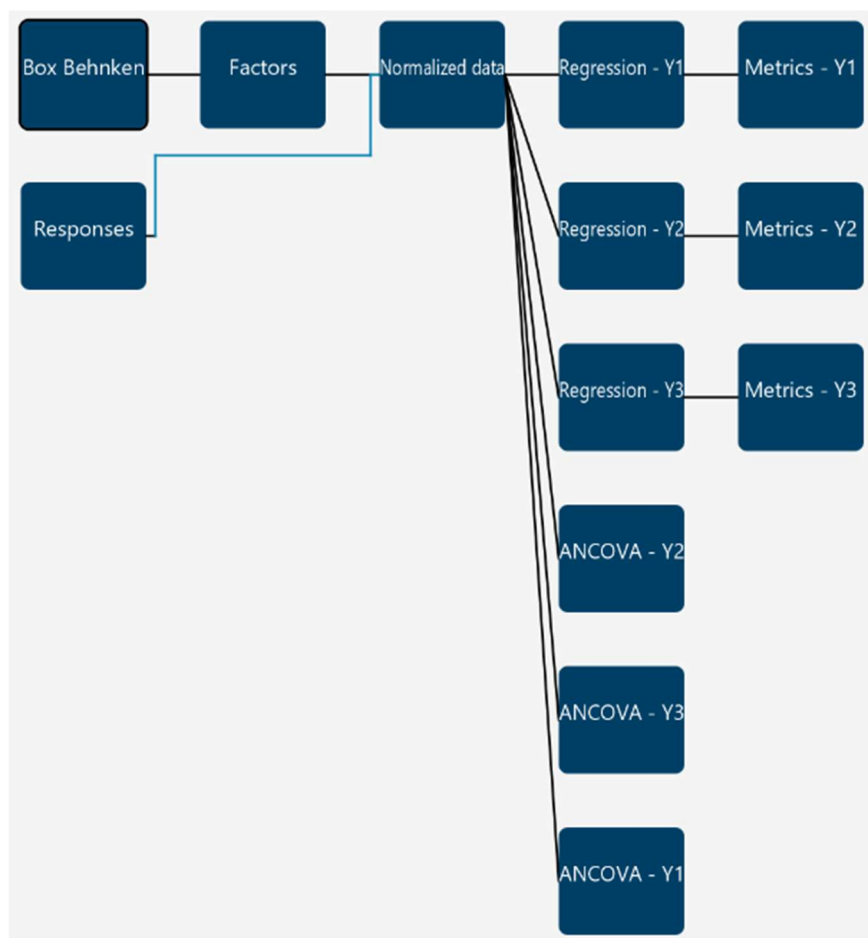 Box Behnken
Factors
Normalized data
Regression - Y1
Metrics - Y1
Responses
Regression - Y2
Metrics - Y2
Regression - Y3
Metrics - Y3
ANCOVA - Y2
ANCOVA - Y3
ANCOVA - Y1